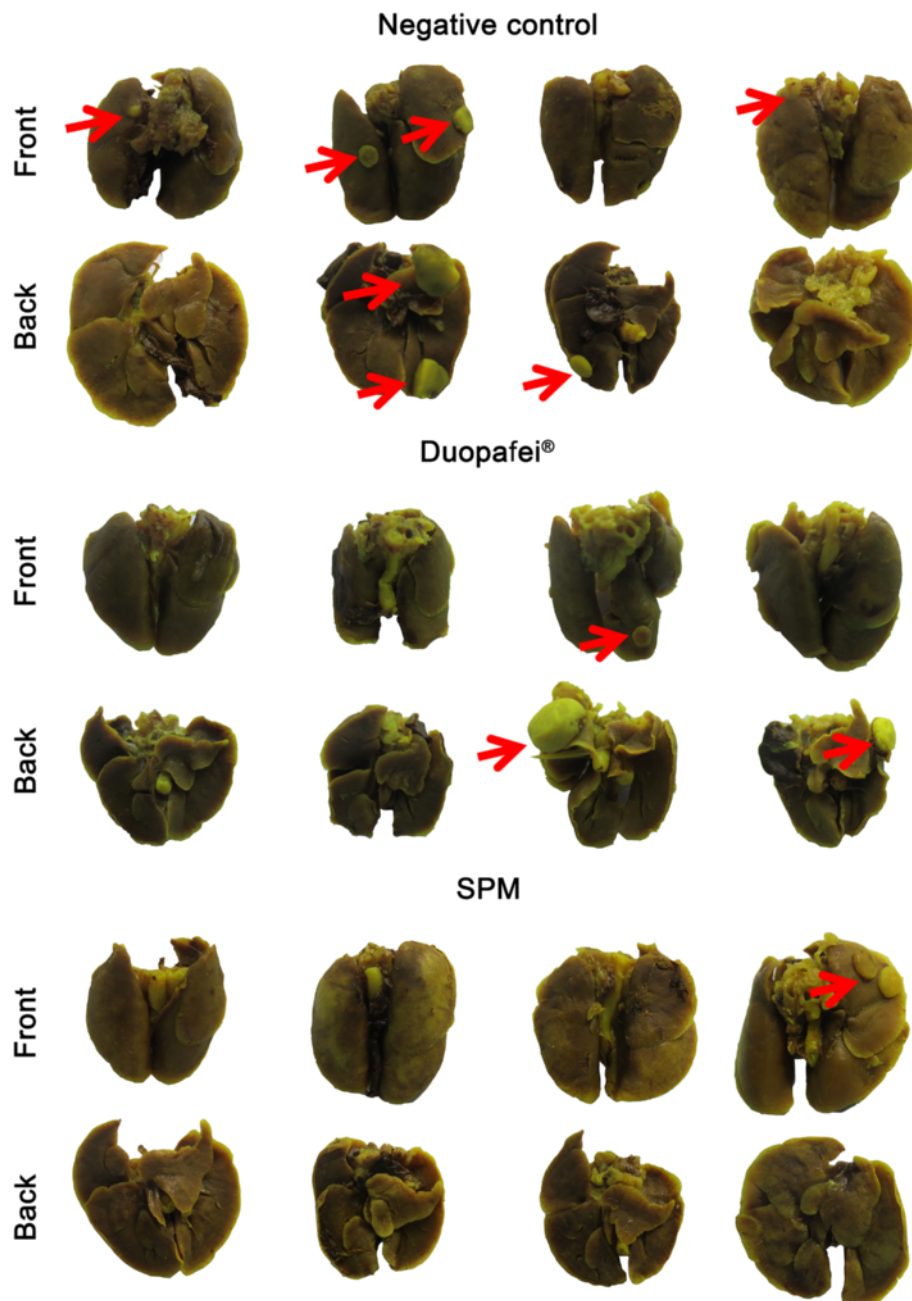 Negative control
Front
Back
Duopafei®
Front
Back
SPM
Front
Back